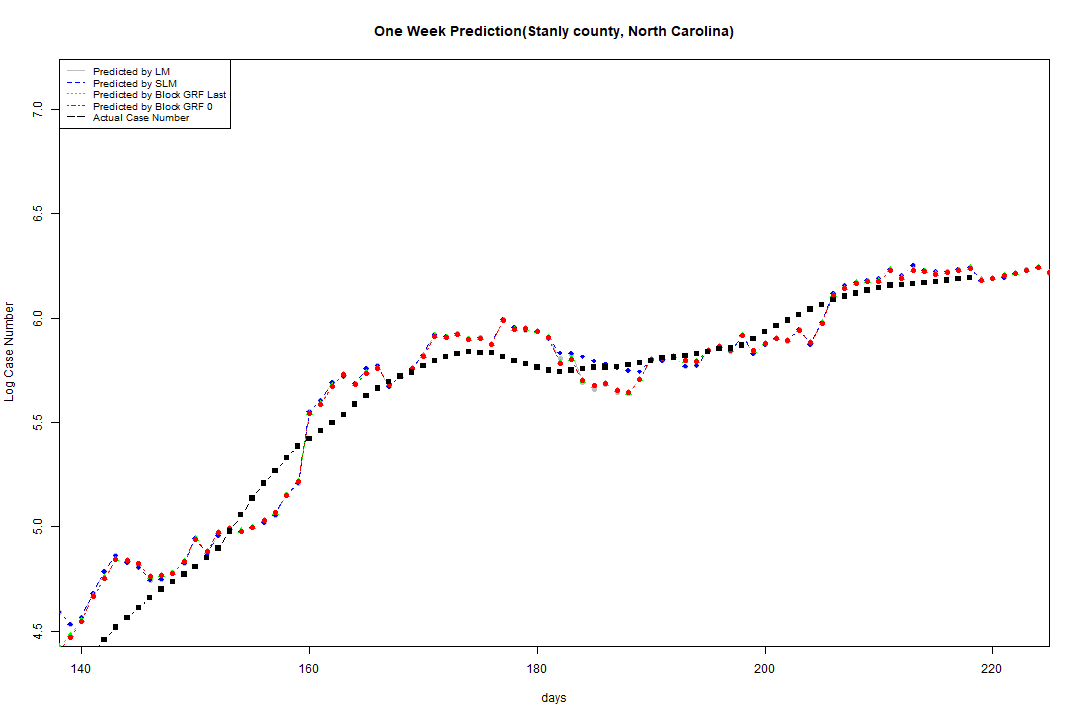 One Week Prediction(Stanly county, North Carolina)
Predicted by LM
Predicted by SLM
Predicted by Block GRF Last
Predicted by Block GRF 0
Actual Case Number
Log Case Number
7.0
6.5
6.0
5.5
5.0
4.5
140
160
180
200
220
days